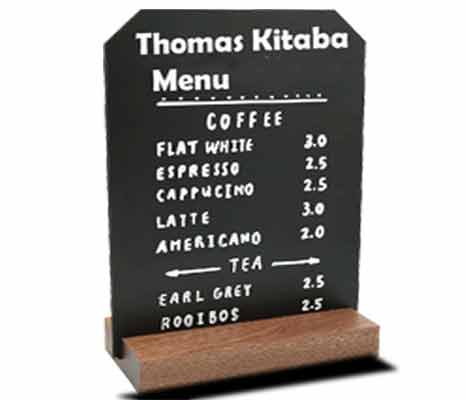 Thomas Kitaba
Menu
COFFEE
FLAT WHITE 3.0
ESPRESSO 2.5
CAPPUCINO 2.5
LATTE 3.0
AMERICANO 2.0
TEA
EARL GREY 2.5
ROOIBOS 2.5